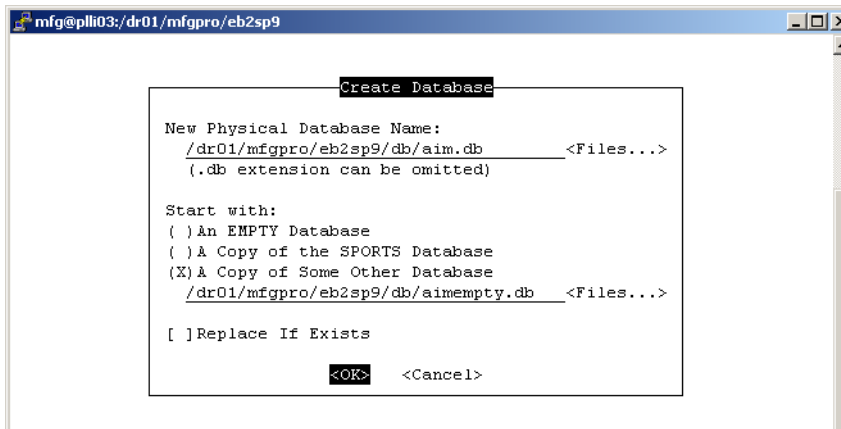 mfg@plli03:/dr01/mfgpro/eb2sp9
Create Database
New Physical Database Name:
/dr01/mfgpro/eb2sp9/db/aim.db <Files...>
(.db extension can be omitted)
Start with:
( )An EMPTY Database
( )A Copy of the SPORTS Database
(X)A Copy of Some Other Database
/dr01/mfgpro/eb2sp9/db/aimempty.db <Files...>
[ ]Replace If Exists
<OK> <Cancel>